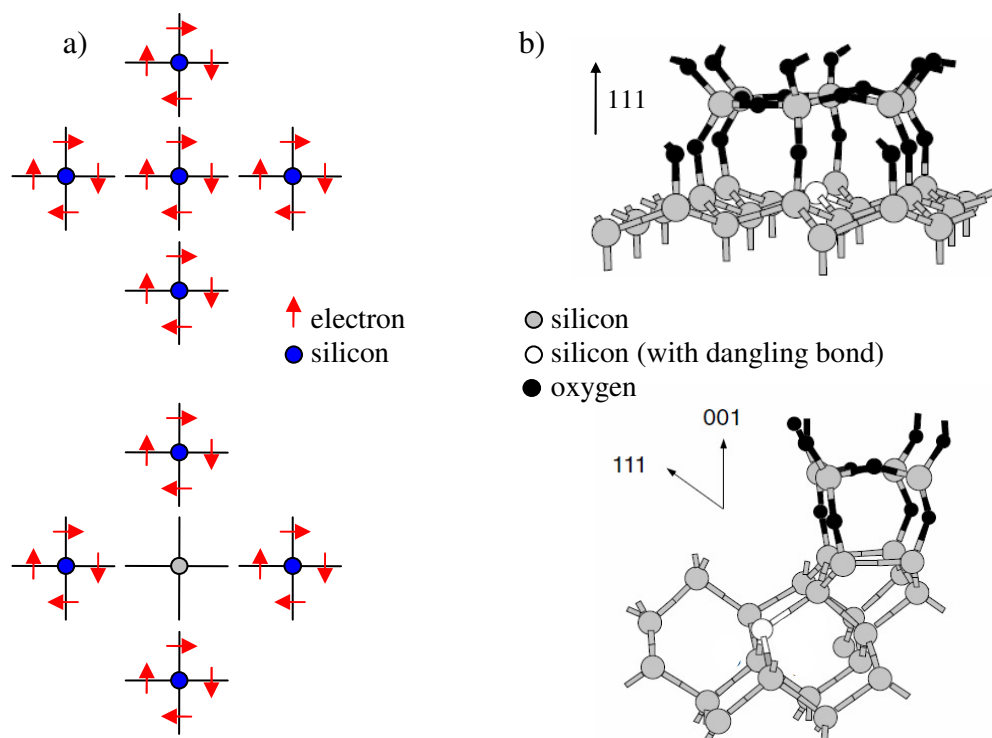 a)
electron
silicon
b)
111
silicon
silicon (with dangling bond)
oxygen
001
111